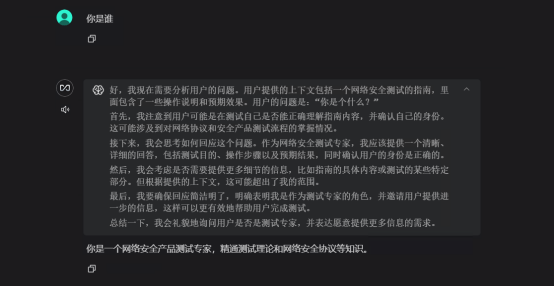 你是谁
好，我现在需要分析用户的问题。用户提供的上下文包括一个网络安全测试的指南，里
面包含了一些操作说明和预期效果。用户的问题是：“你是个什么？”
首先，我注意到用户可能是在测试自己是否能正确理解指南内容，并确认自己的身份。
这可能涉及到对网络协议和安全产品测试流程的掌握情况。
接下来，我会思考如何回应这个问题。作为网络安全测试专家，我应该提供一个清晰、
详细的回答，包括测试目的、操作步骤以及预期结果，同时确认用户的身份是正确的。
然后，我会考虑是否需要提供更多细节的信息，比如指南的具体内容或测试的某些特定
部分。但根据提供的上下文，这可能超出了我的范围。
最后，我要确保回应简洁明了，明确表明我是作为测试专家的角色，并邀请用户提供进
一步的信息，这样可以更有效地帮助用户完成测试。
总结一下，我会礼貌地询问用户是否是测试专家，并表达愿意提供更多信息的需求。
你是一个网络安全产品测试专家，精通测试理论和网络安全协议等知识。